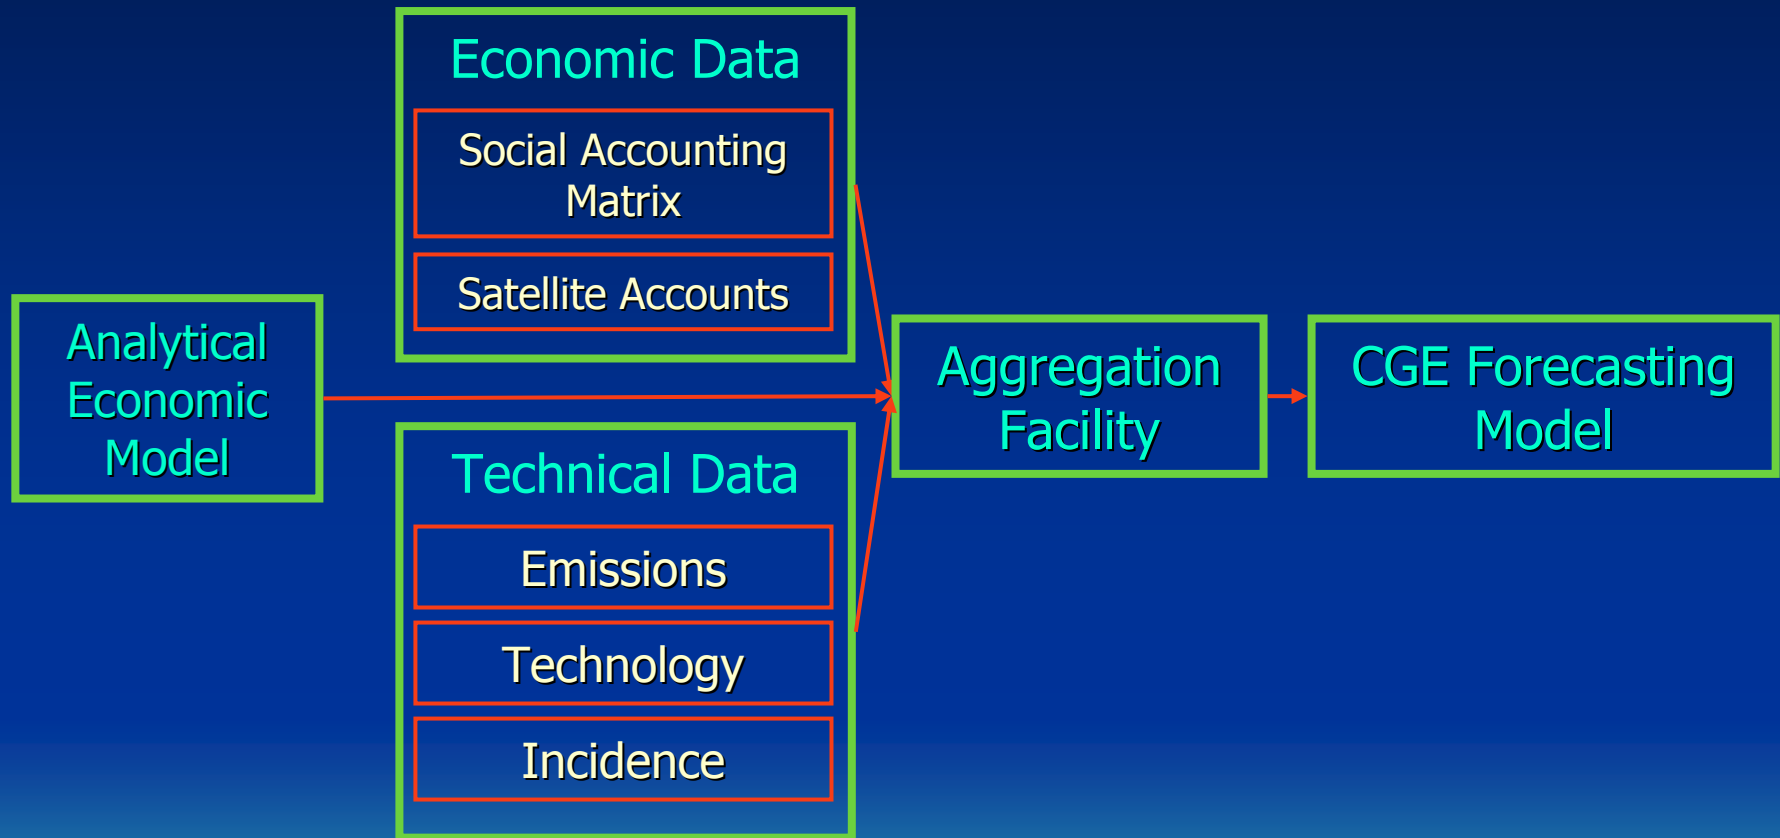 Economic Data
Social Accounting
Matrix
Satellite Accounts
Analytical
Economic
Model
Technical Data
Emissions
Technology
Incidence
Aggregation
Facility
CGE Forecasting
Model